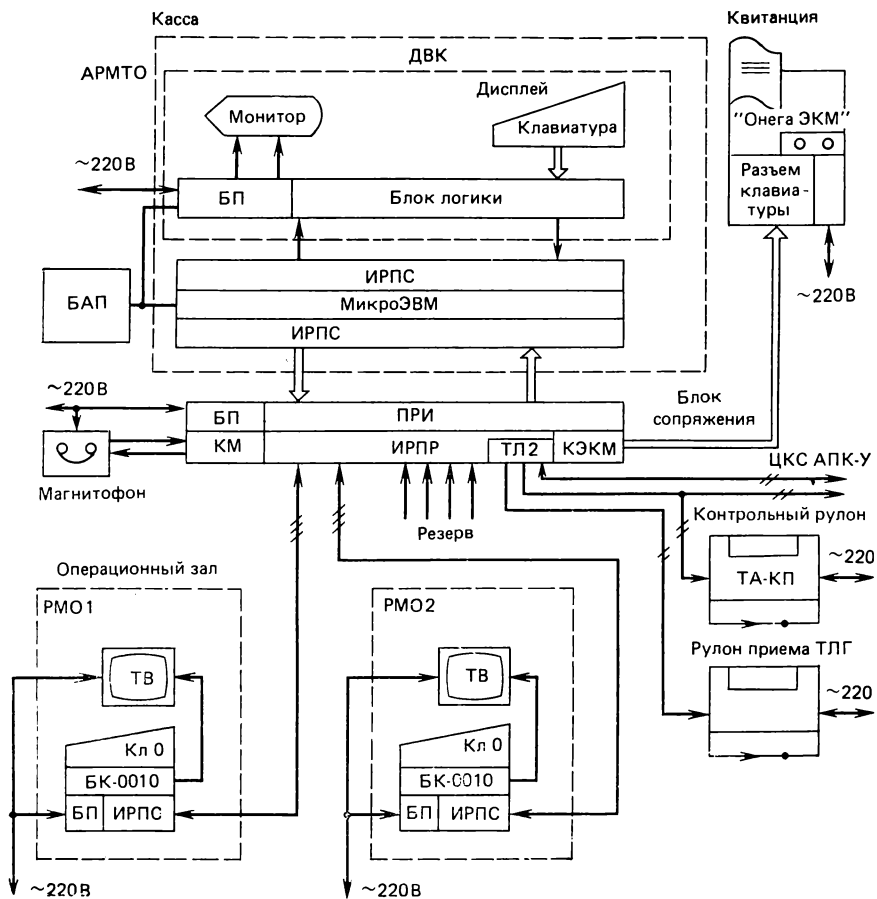 Касса
Квитанция
АРМТО
ДВК
Дисплей
Монитор
Клавиатура
"Онега ЭКМ"
~220В
Разъем
клавиа-
туры
БП
Блок логики
~220В
ИРПС
МикроЭВМ
ИРПС
БАП
~220В
БП
ПРИ
Блок
сопряжения
КМ
ИРПР
ТЛ2
КЭКМ
Магнитофон
ЦКС АПК-У
Резерв
Контрольный рулон
~220
ТА-КП
Операционный зал
РМО1
РМО2
Рулон приема ТЛГ
~220
ТВ
ТВ
Кл 0
Кл 0
БК-0010
БК-0010
БП
ИРПС
БП
ИРПС
~220В
~220В